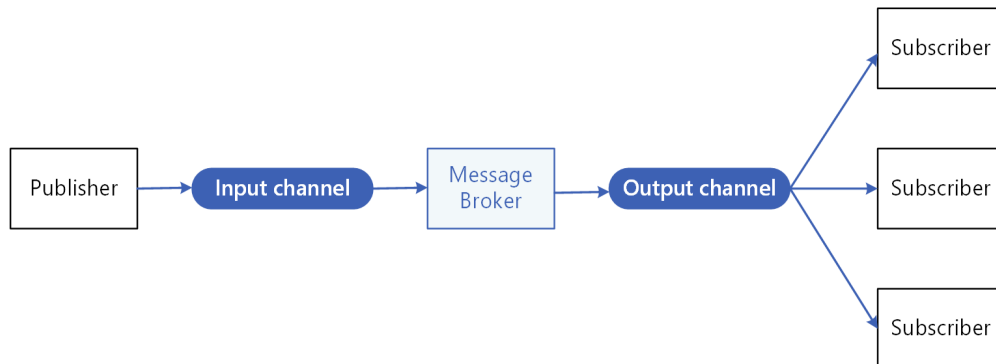 Subscriber
Publisher
Input channel
Message
Broker
Output channel
Subscriber
Subscriber